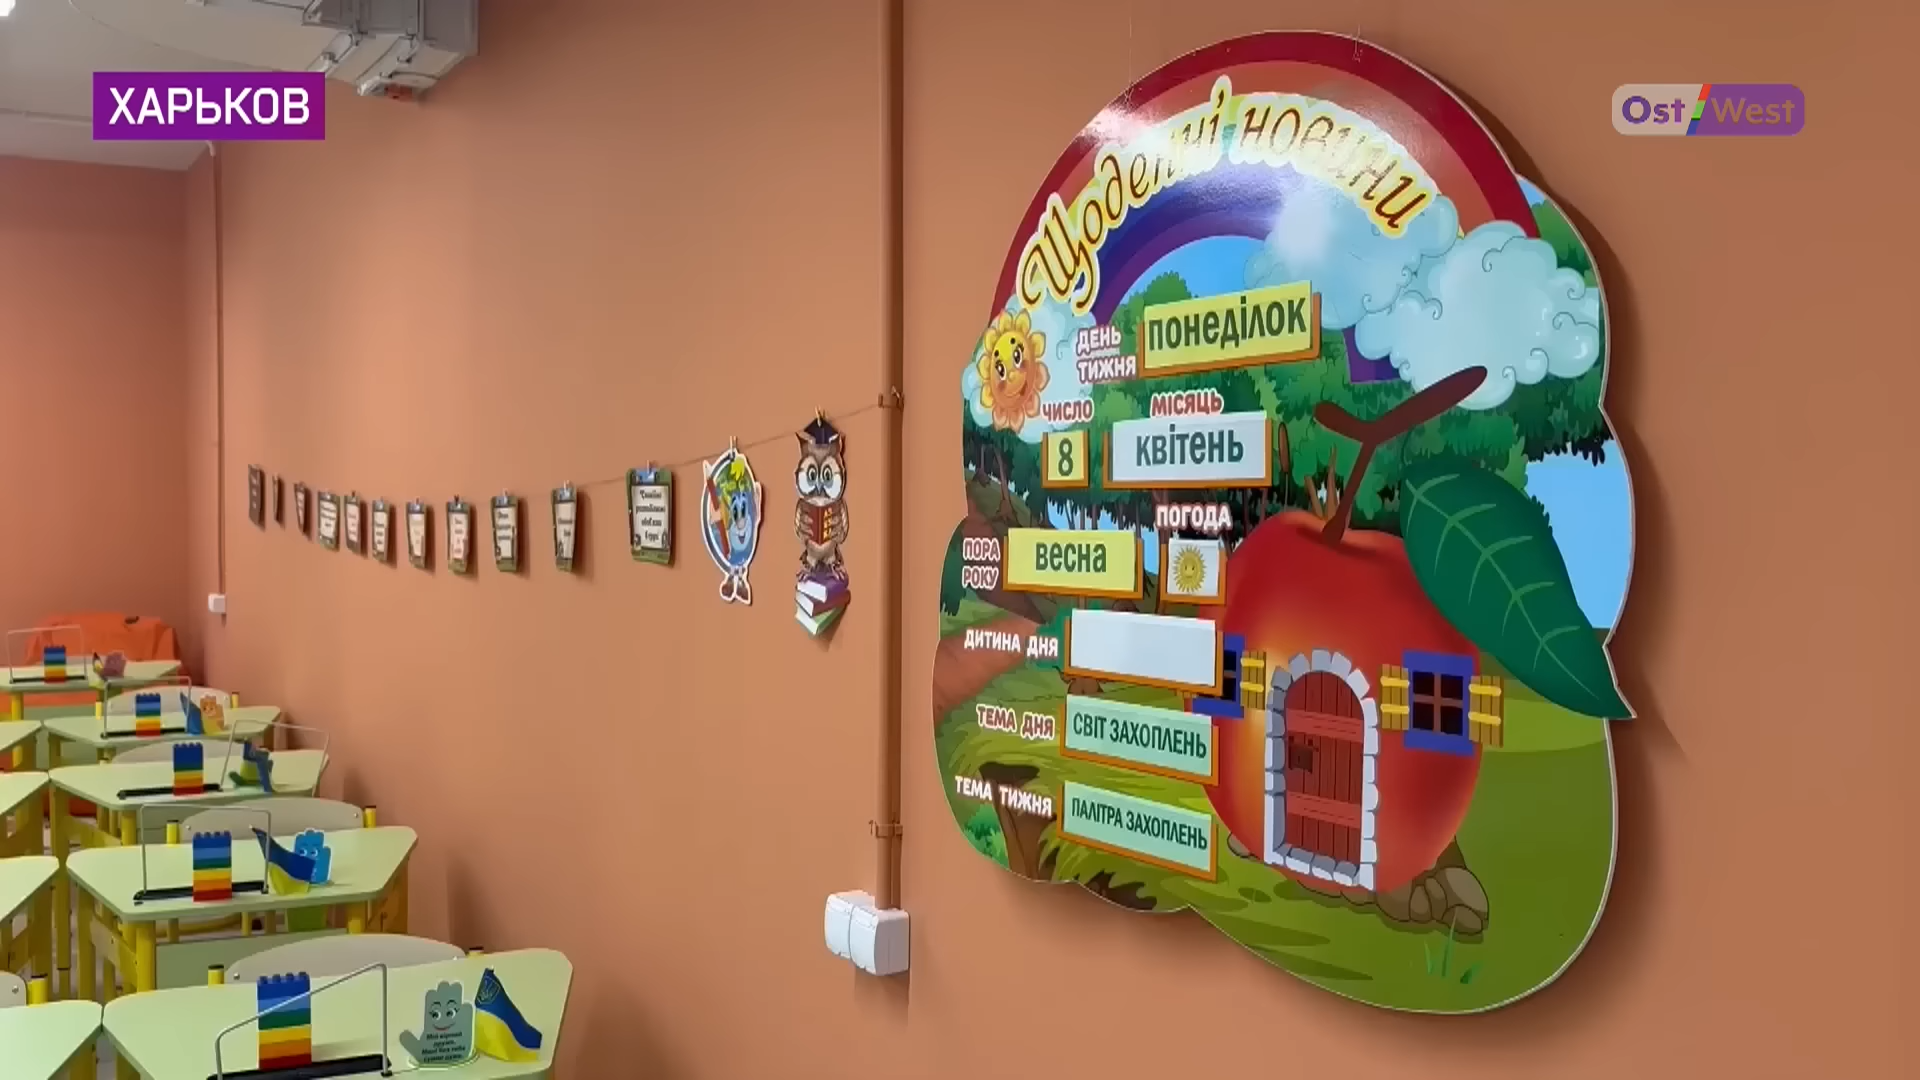 ХАРЬКОВ
Ost West
Щоденні новини
ДЕНЬ
ТИЖНЯ
ПОНЕДІЛОК
ЧИСЛО
8
МІСЯЦЬ
КВІТЕНЬ
ПОГОДА
ПОРА
РОКУ
ВЕСНА
ДИТИНА ДНЯ
ТЕМА ДНЯ
СВІТ ЗАХОПЛЕНЬ
ТЕМА ТИЖНЯ
ПАЛІТРА ЗАХОПЛЕНЬ